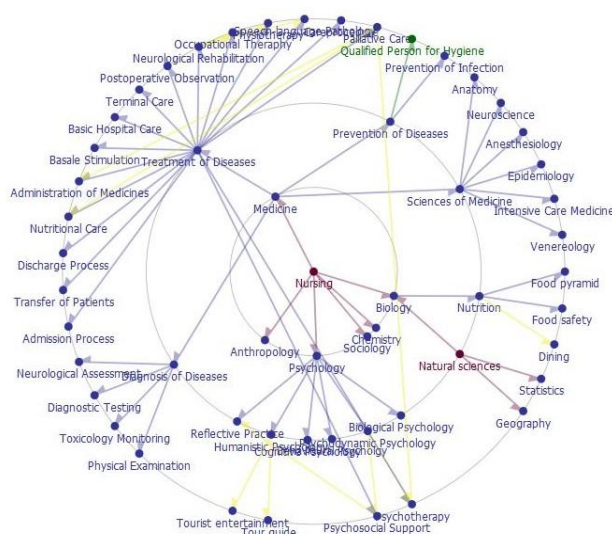 Speech-language Pathology
Physiotherapy
Palliative Care
Occupational Theraphy
Qualified Person for Hygiene
Neurological Rehabilitation
Prevention of Infection
Postoperative Observation
Anatomy
Terminal Care
Neuroscience
Basic Hospital Care
Prevention of Diseases
Anesthesiology
Basale Stimulation
Treatment of Diseases
Epidemiology
Administration of Medicines
Medicine
Sciences of Medicine
Intensive Care Medicine
Nutritional Care
Venereology
Discharge Process
Nursing
Food pyramid
Transfer of Patients
Biology
Nutrition
Food safety
Admission Process
Chemistry
Sociology
Anthropology
Dining
Neurological Assessment
Diagnosis of Diseases
Psychology
Natural sciences
Statistics
Diagnostic Testing
Geography
Toxicology Monitoring
Reflective Practice
Biological Psychology
Physical Examination
Humanistic Psychology
Psychodynamic Psychology
Cognitive Psychology
Psychotherapy
Tourist entertainment
Psychosocial Support
Tour guide